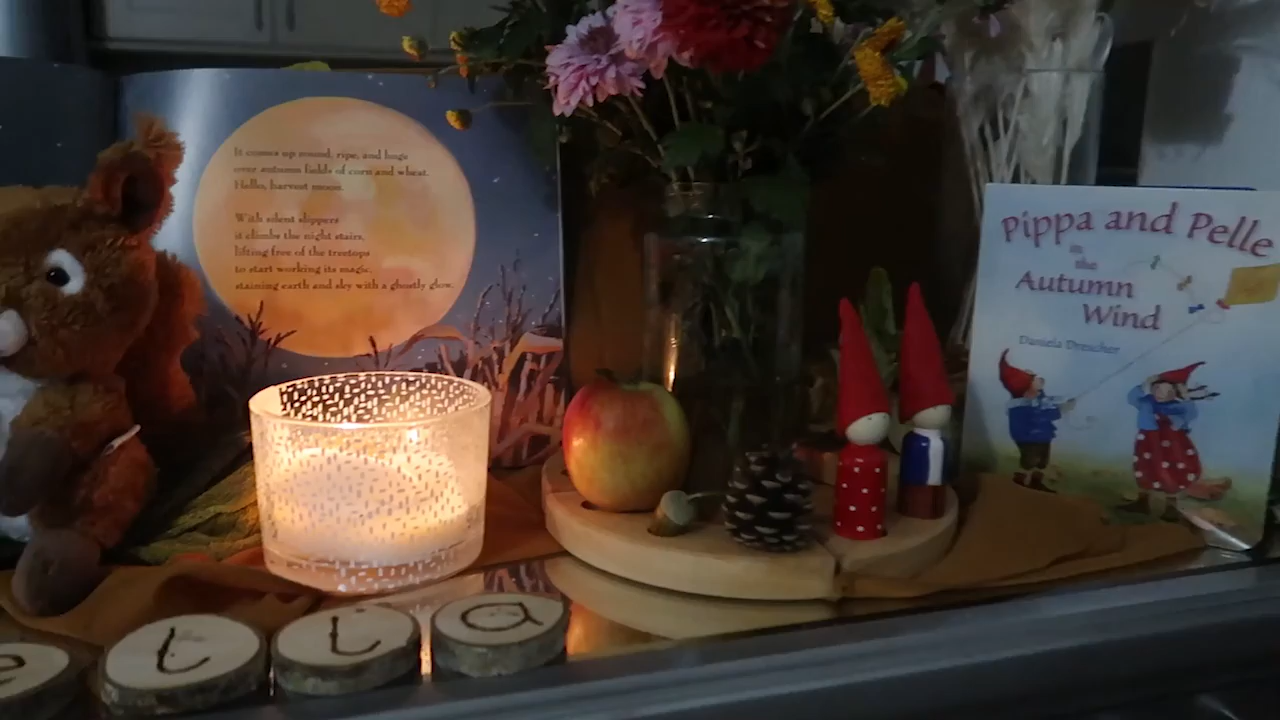 It comes up round, ripe, and huge
over autumn fields of corn and wheat.
Hello, harvest moon.
With silent slippers
it climbs the night stairs,
lifting free of the treetops
to start working its magic,
staining earth and sky with a ghostly glow.
Pippa and Pelle
in
the
Autumn
Wind
Daniela Drescher
e t t a